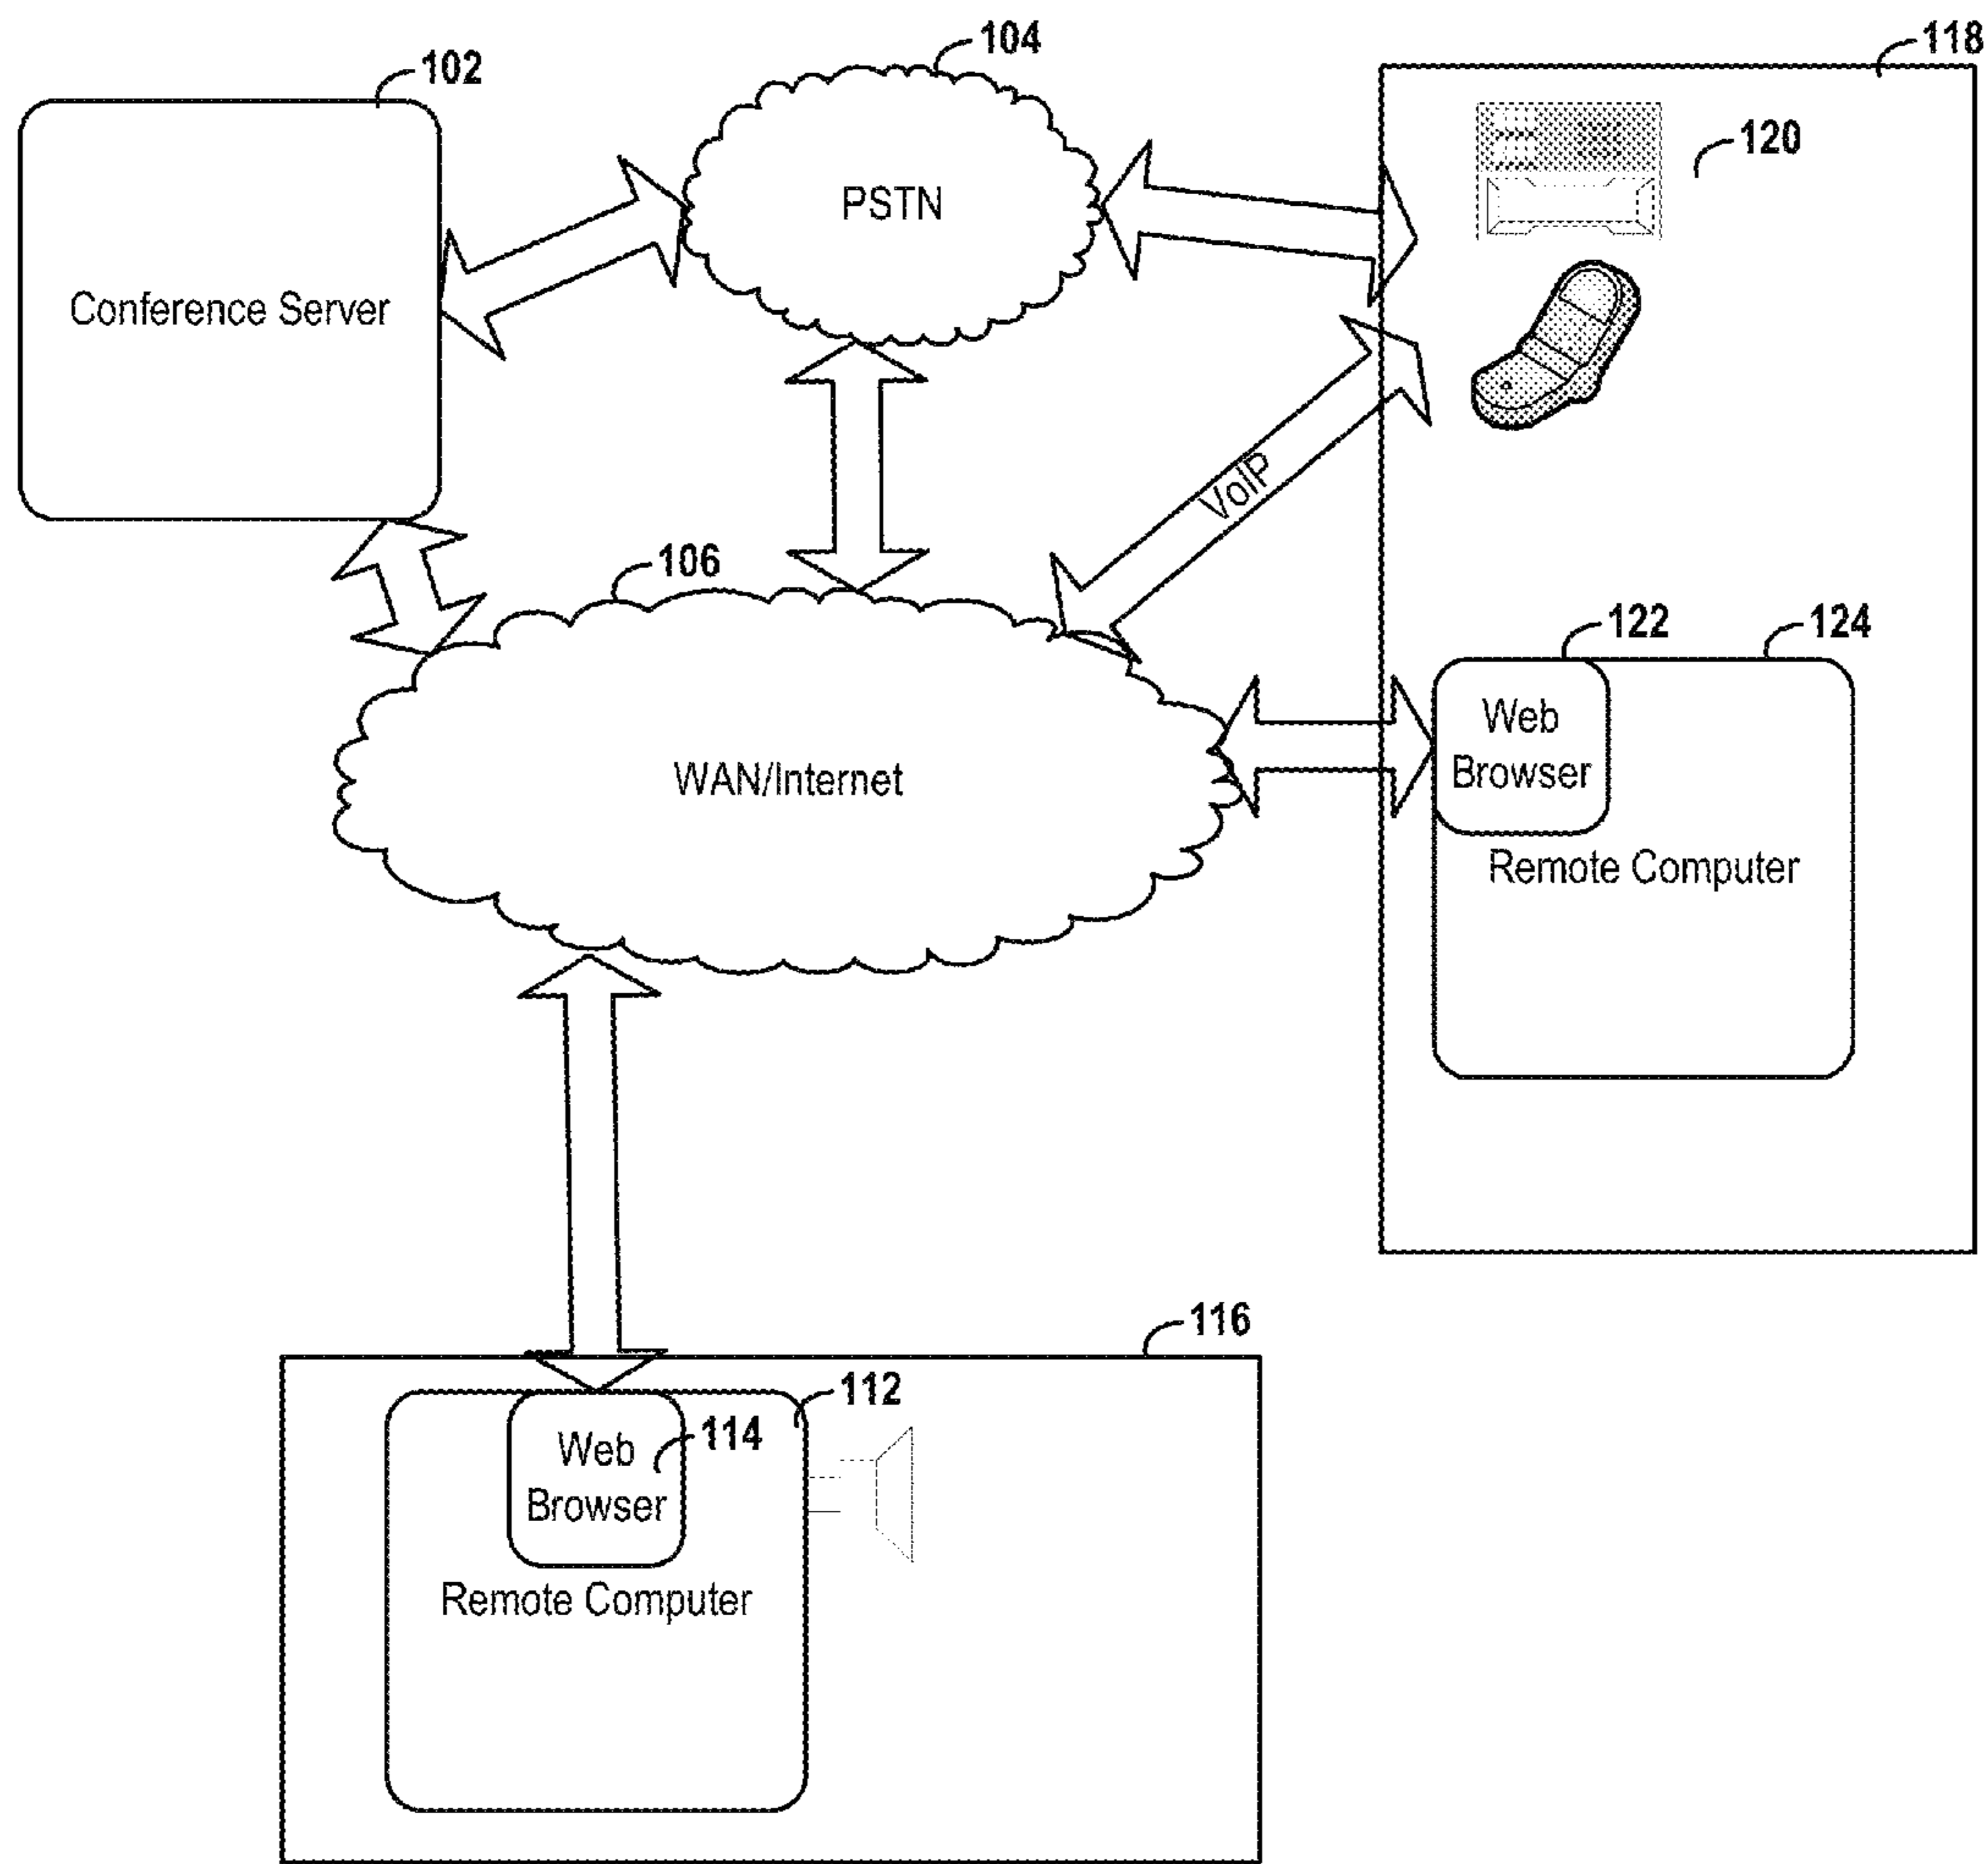 104
118
102
120
PSTN
Conference Server
VoIP
106
122
124
Web
Browser
WAN/Internet
Remote Computer
116
112
114
Web
Browser
Remote Computer